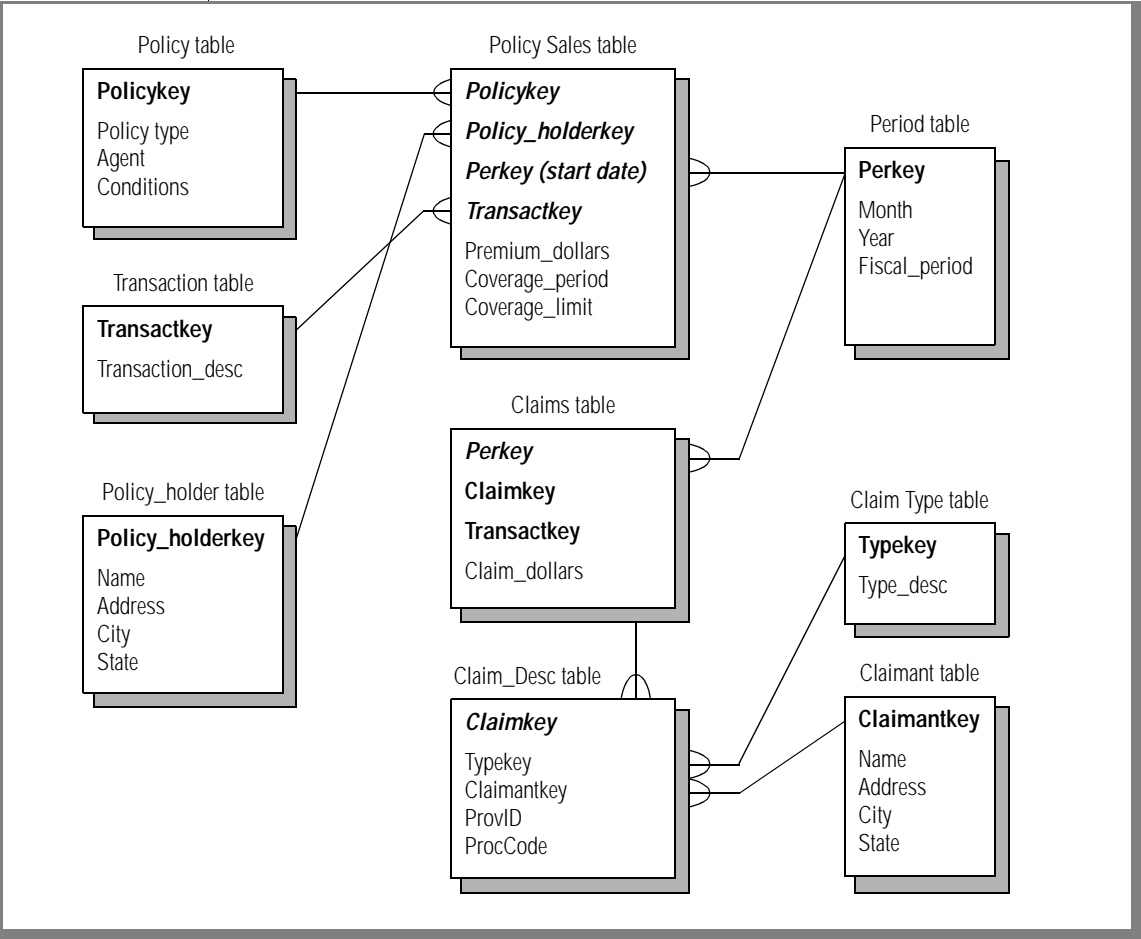 Policy table
Policykey
Policy type
Agent
Conditions
Transaction table
Transactkey
Transaction_desc
Policy_holder table
Policy_holderkey
Name
Address
City
State
Policy Sales table
Policykey
Policy_holderkey
Perkey (start date)
Transactkey
Premium_dollars
Coverage_period
Coverage_limit
Claims table
Perkey
Claimkey
Transactkey
Claim_dollars
Claim_Desc table
Claimkey
Typekey
Claimantkey
ProvID
ProcCode
Period table
Perkey
Month
Year
Fiscal_period
Claim Type table
Typekey
Type_desc
Claimant table
Claimantkey
Name
Address
City
State